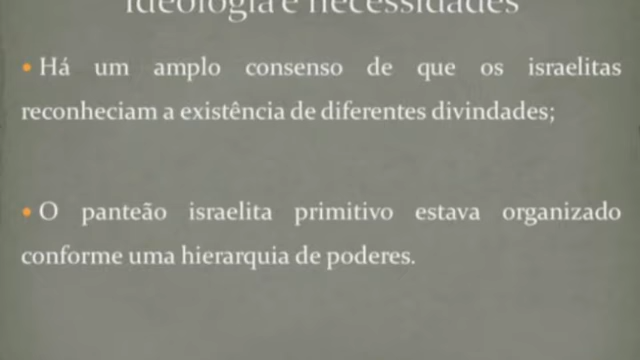 Ideologia e necessidades
• Há um amplo consenso de que os israelitas
reconheciam a existência de diferentes divindades;
• O panteão israelita primitivo estava organizado
conforme uma hierarquia de poderes.